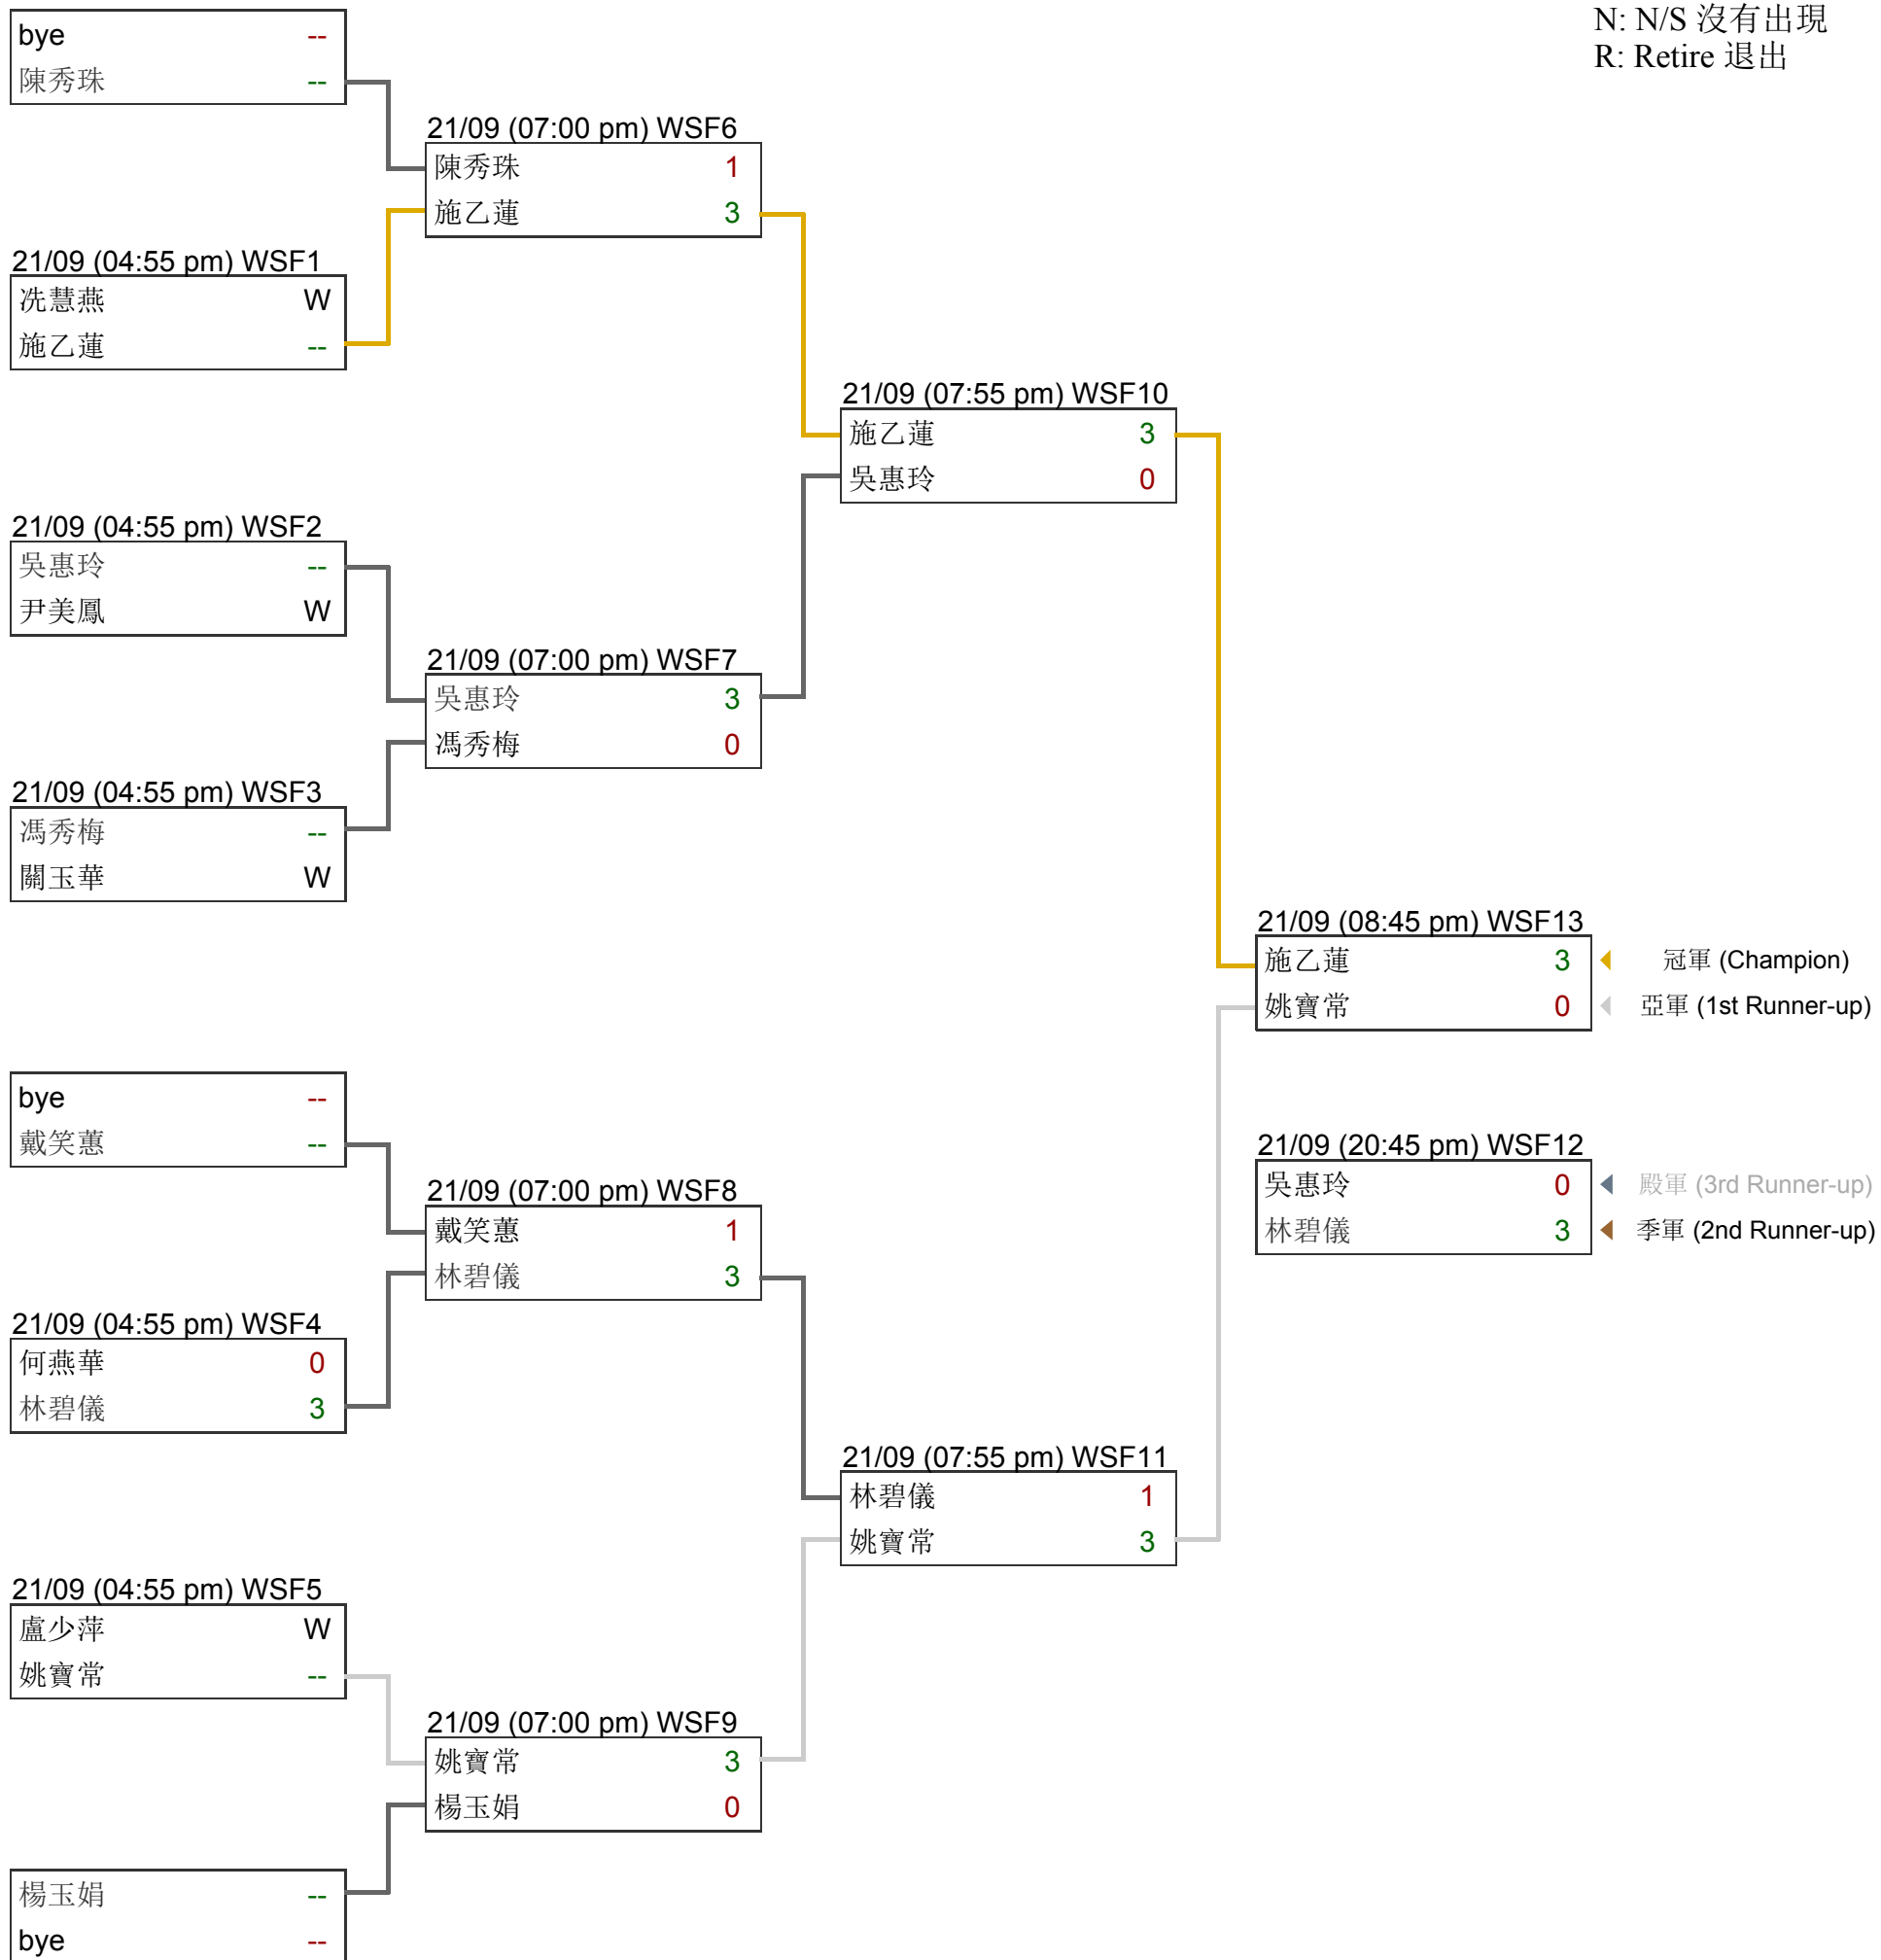 N: N/S 沒有出現
R: Retire 退出
bye --
陳秀珠 --
21/09 (07:00 pm) WSF6
陳秀珠 1
施乙蓮 3
21/09 (04:55 pm) WSF1
冼慧燕 W
施乙蓮 --
21/09 (07:55 pm) WSF10
施乙蓮 3
吳惠玲 0
21/09 (04:55 pm) WSF2
吳惠玲 --
尹美鳳 W
21/09 (07:00 pm) WSF7
吳惠玲 3
馮秀梅 0
21/09 (04:55 pm) WSF3
馮秀梅 --
關玉華 W
21/09 (08:45 pm) WSF13
施乙蓮 3 冠軍 (Champion)
姚寶常 0 亞軍 (1st Runner-up)
bye --
戴笑蕙 --
21/09 (20:45 pm) WSF12
吳惠玲 0 殿軍 (3rd Runner-up)
林碧儀 3 季軍 (2nd Runner-up)
21/09 (07:00 pm) WSF8
戴笑蕙 1
林碧儀 3
21/09 (04:55 pm) WSF4
何燕華 0
林碧儀 3
21/09 (07:55 pm) WSF11
林碧儀 1
姚寶常 3
21/09 (04:55 pm) WSF5
盧少萍 W
姚寶常 --
21/09 (07:00 pm) WSF9
姚寶常 3
楊玉娟 0
楊玉娟 --
bye --